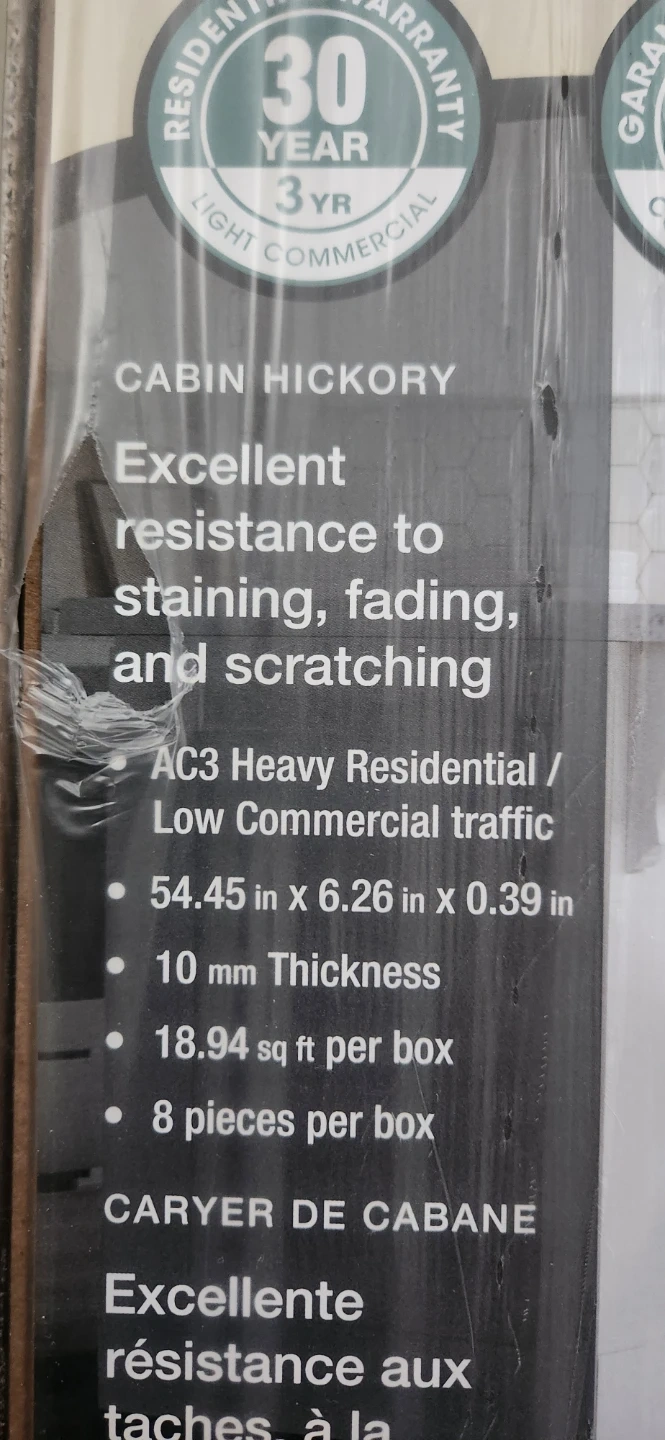 RESIDENTIAL WARRANTY
30
YEAR
3 YR
LIGHT COMMERCIAL
CABIN HICKORY
Excellent
resistance to
staining, fading,
and scratching
• AC3 Heavy Residential /
Low Commercial traffic
• 54.45 in x 6.26 in x 0.39 in
• 10 mm Thickness
• 18.94 sq ft per box
• 8 pieces per box
CARYER DE CABANE
Excellente
résistance aux
taches, à la